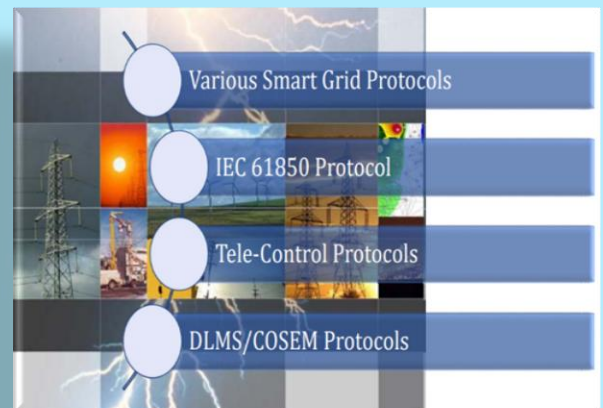 Various Smart Grid Protocols
IEC 61850 Protocol
Tele-Control Protocols
DLMS/COSEM Protocols